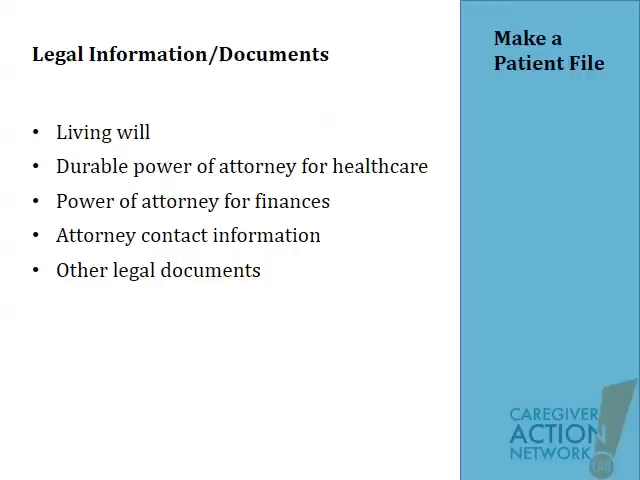 Legal Information/Documents
• Living will
• Durable power of attorney for healthcare
• Power of attorney for finances
• Attorney contact information
• Other legal documents
Make a
Patient File
CAREGIVER
ACTION
NETWORK